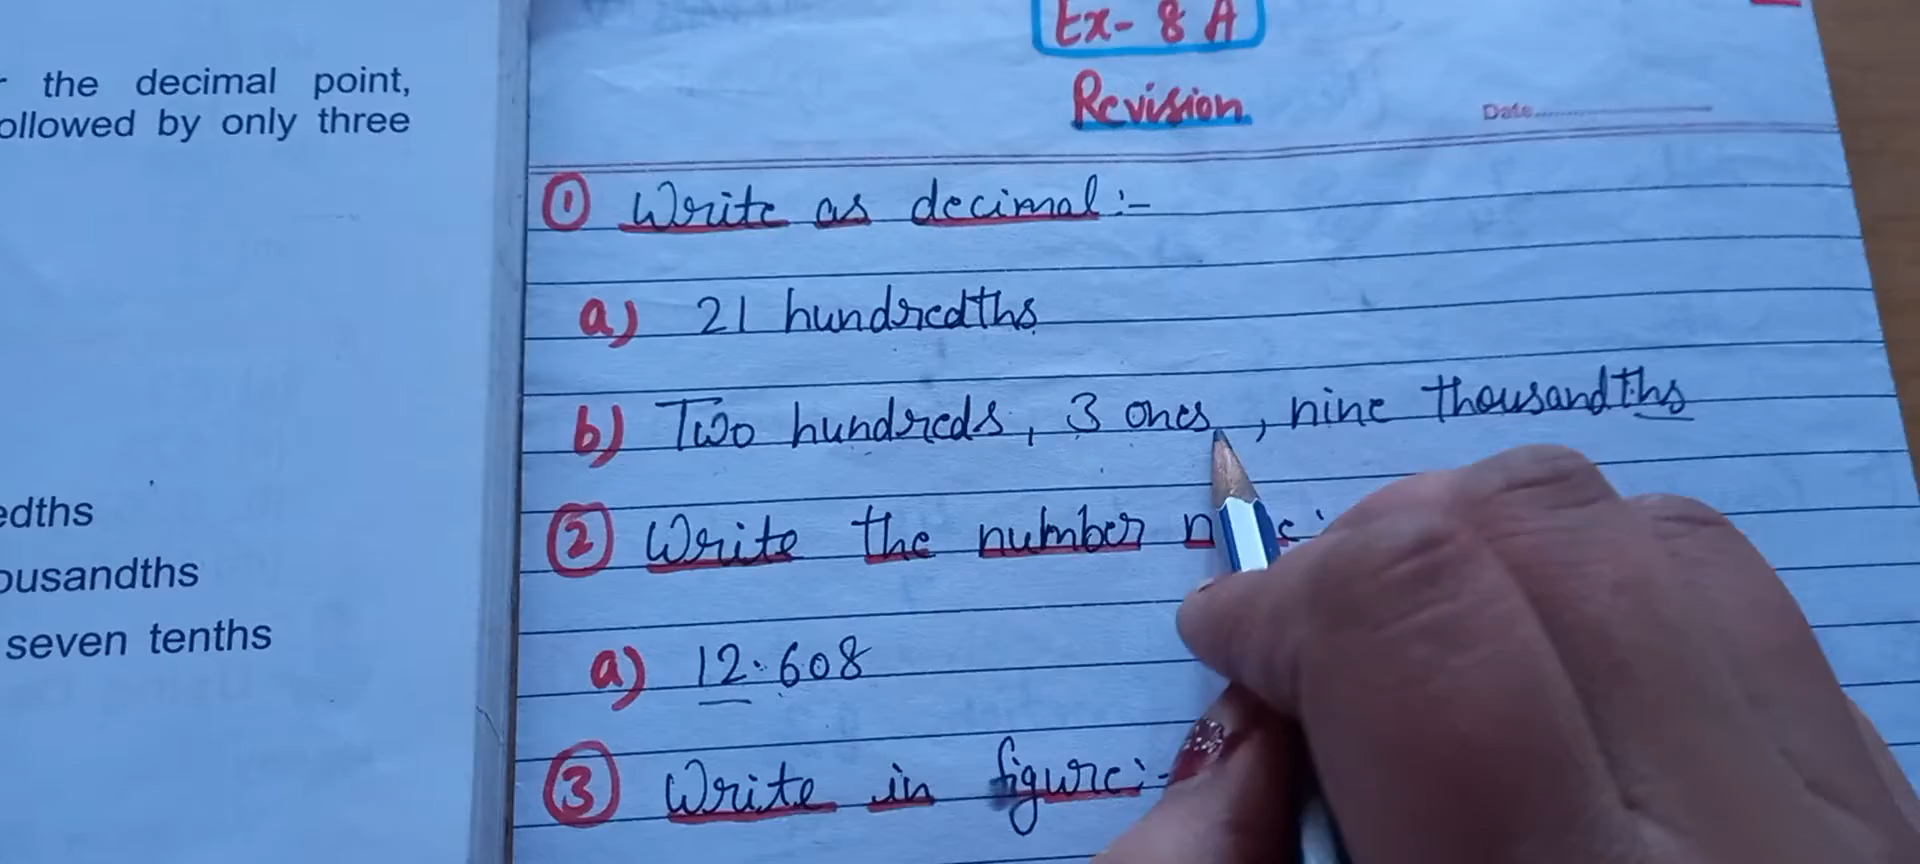 the decimal point,
ollowed by only three
edths
ousandths
seven tenths
Ex- 8 A
Revision
Date
① Write as decimal:-
a) 21 hundredths
b) Two hundreds, 3 ones, nine thousandths
② Write the number
a) 12.608
③ Write in figure:-